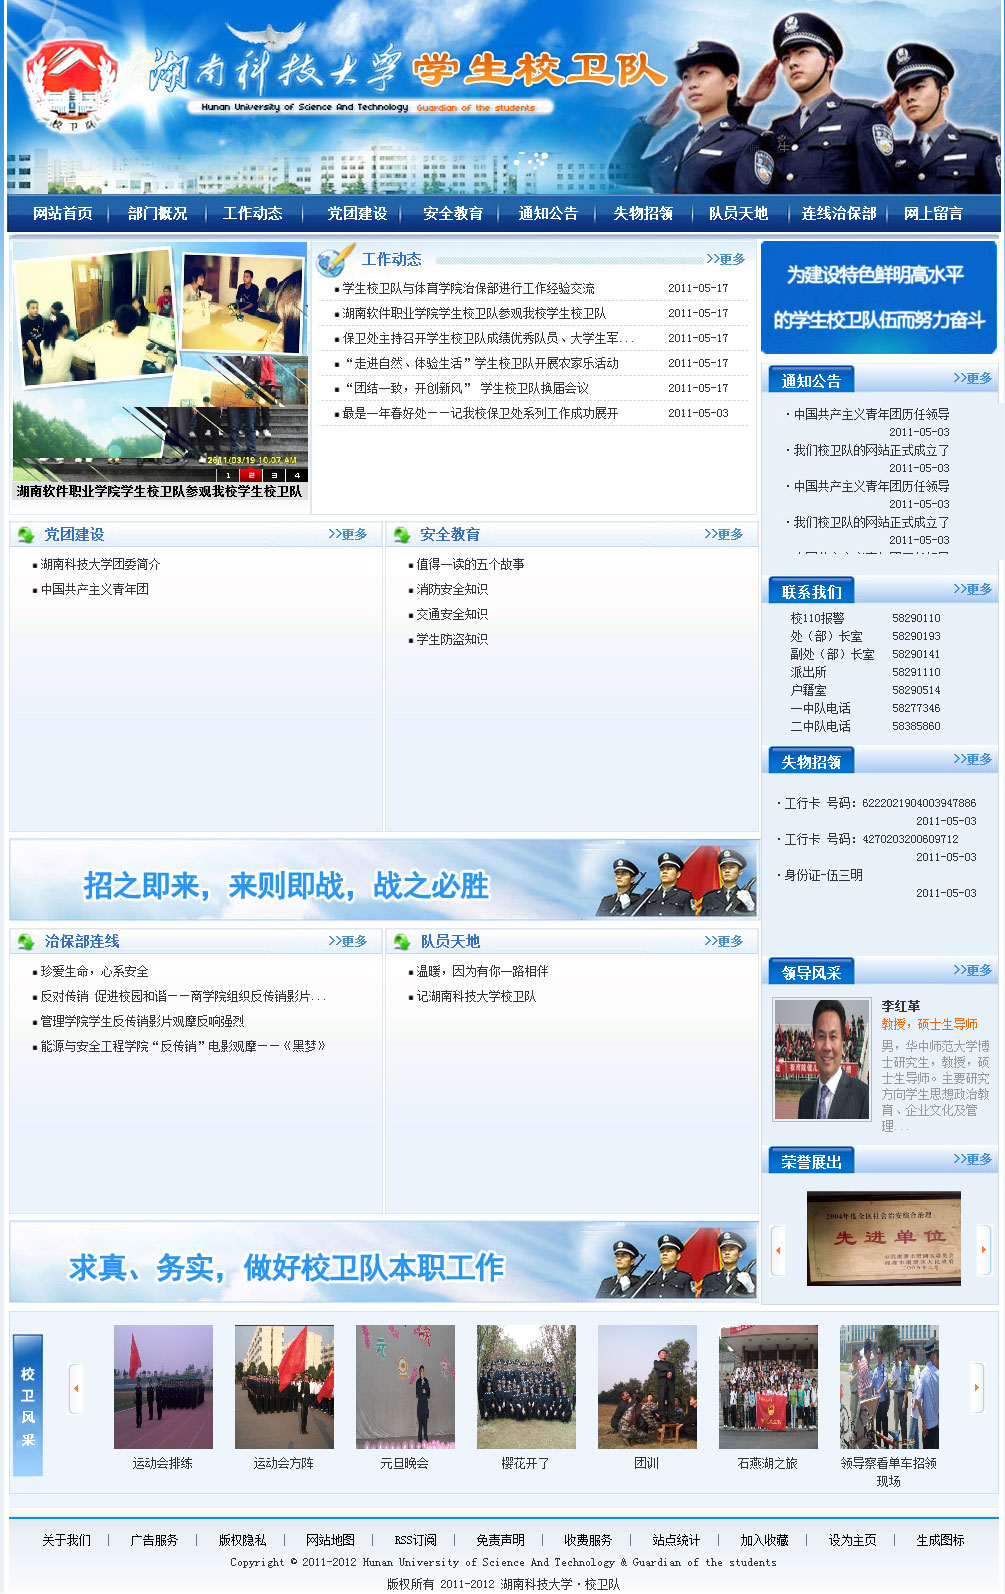 湖南科技大学学生校卫队
Hunan University of Science And Technology Guardian of the students
校卫队
网站首页 部门概况 工作动态 党团建设 安全教育 通知公告 失物招领 队员天地 连线治保部 网上留言
2011/03/19 10:07 AM
1 2 3 4
湖南软件职业学院学生校卫队参观我校学生校卫队
工作动态 >>更多
学生校卫队与体育学院治保部进行工作经验交流 2011-05-17
湖南软件职业学院学生校卫队参观我校学生校卫队 2011-05-17
保卫处主持召开学生校卫队成绩优秀队员、大学生军... 2011-05-17
“走进自然、体验生活”学生校卫队开展农家乐活动 2011-05-17
“团结一致，开创新风” 学生校卫队换届会议 2011-05-17
最是一年春好处——记我校保卫处系列工作成功展开 2011-05-03
为建设特色鲜明高水平
的学生校卫队伍而努力奋斗
通知公告 >>更多
·中国共产主义青年团历任领导
2011-05-03
·我们校卫队的网站正式成立了
2011-05-03
·中国共产主义青年团历任领导
2011-05-03
·我们校卫队的网站正式成立了
2011-05-03
党团建设 >>更多
湖南科技大学团委简介
中国共产主义青年团
安全教育 >>更多
值得一读的五个故事
消防安全知识
交通安全知识
学生防盗知识
联系我们 >>更多
校110报警 58290110
处（部）长室 58290193
副处（部）长室 58290141
派出所 58291110
户籍室 58290514
一中队电话 58277346
二中队电话 58385860
失物招领 >>更多
·工行卡 号码：6222021904003947886
2011-05-03
·工行卡 号码：4270203200609712
2011-05-03
·身份证-伍三明
2011-05-03
招之即来，来则即战，战之必胜
治保部连线 >>更多
珍爱生命，心系安全
反对传销 促进校园和谐——商学院组织反传销影片...
管理学院学生反传销影片观摩反响强烈
能源与安全工程学院“反传销”电影观摩——《黑梦》
队员天地 >>更多
温暖，因为有你一路相伴
记湖南科技大学校卫队
领导风采 >>更多
李红革
教授，硕士生导师
男，华中师范大学博
士研究生，教授，硕
士生导师。主要研究
方向学生思想政治教
育、企业文化及管
理...
荣誉展出 >>更多
2004年度全区社会治安综合治理
先进单位
求真、务实，做好校卫队本职工作
校卫风采
运动会排练 运动会方阵 元旦晚会 樱花开了 团训 石燕湖之旅 领导察看单车招领
现场
关于我们 | 广告服务 | 版权隐私 | 网站地图 | RSS订阅 | 免责声明 | 收费服务 | 站点统计 | 加入收藏 | 设为主页 | 生成图标
Copyright © 2011-2012 Hunan University of Science And Technology & Guardian of the students
版权所有 2011-2012 湖南科技大学·校卫队